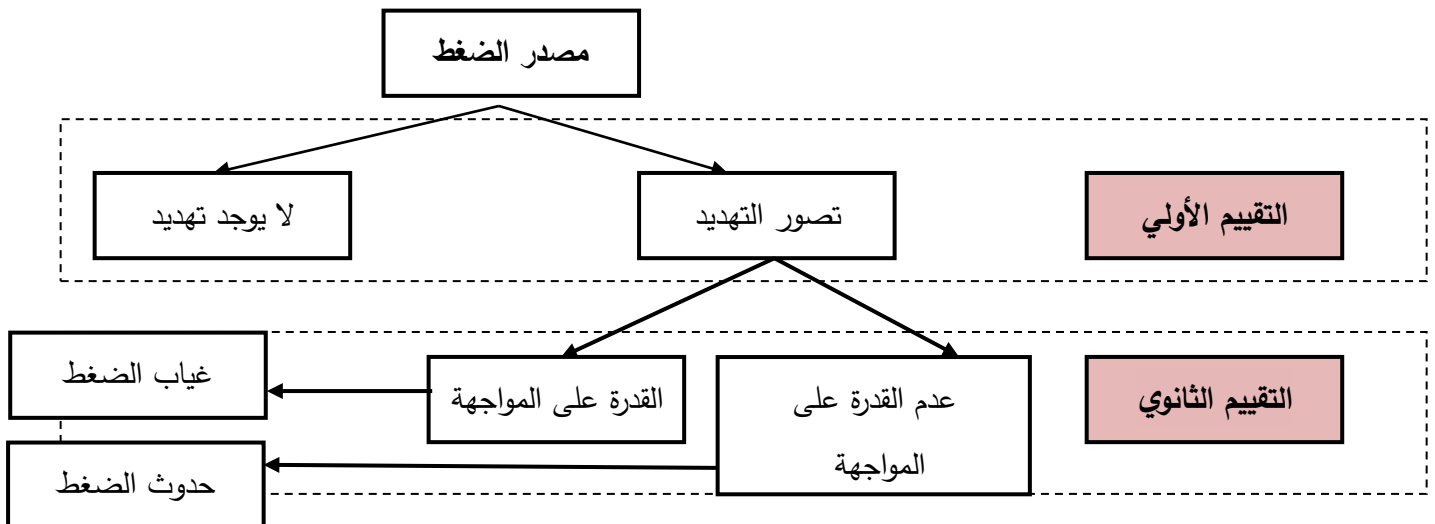 مصدر الضغط
التقييم الأولي
تصور التهديد
لا يوجد تهديد
التقييم الثانوي
عدم القدرة على
المواجهة
القدرة على المواجهة
غياب الضغط
حدوث الضغط